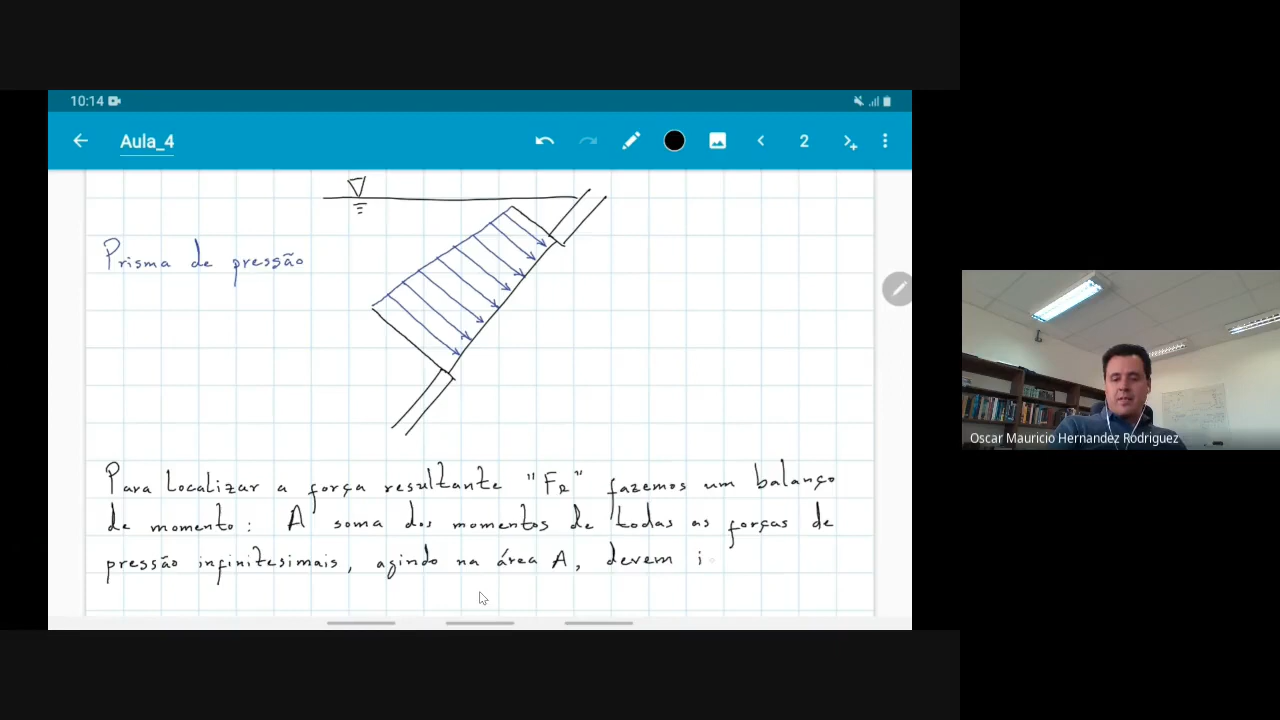 10:14
Aula_4
2
Prisma de pressão
Para localizar a força resultante "FR" fazemos um balanço
de momento: A soma dos momentos de todas as forças de
pressão infinitesimais, agindo na área A, devem i
Oscar Mauricio Hernandez Rodriguez